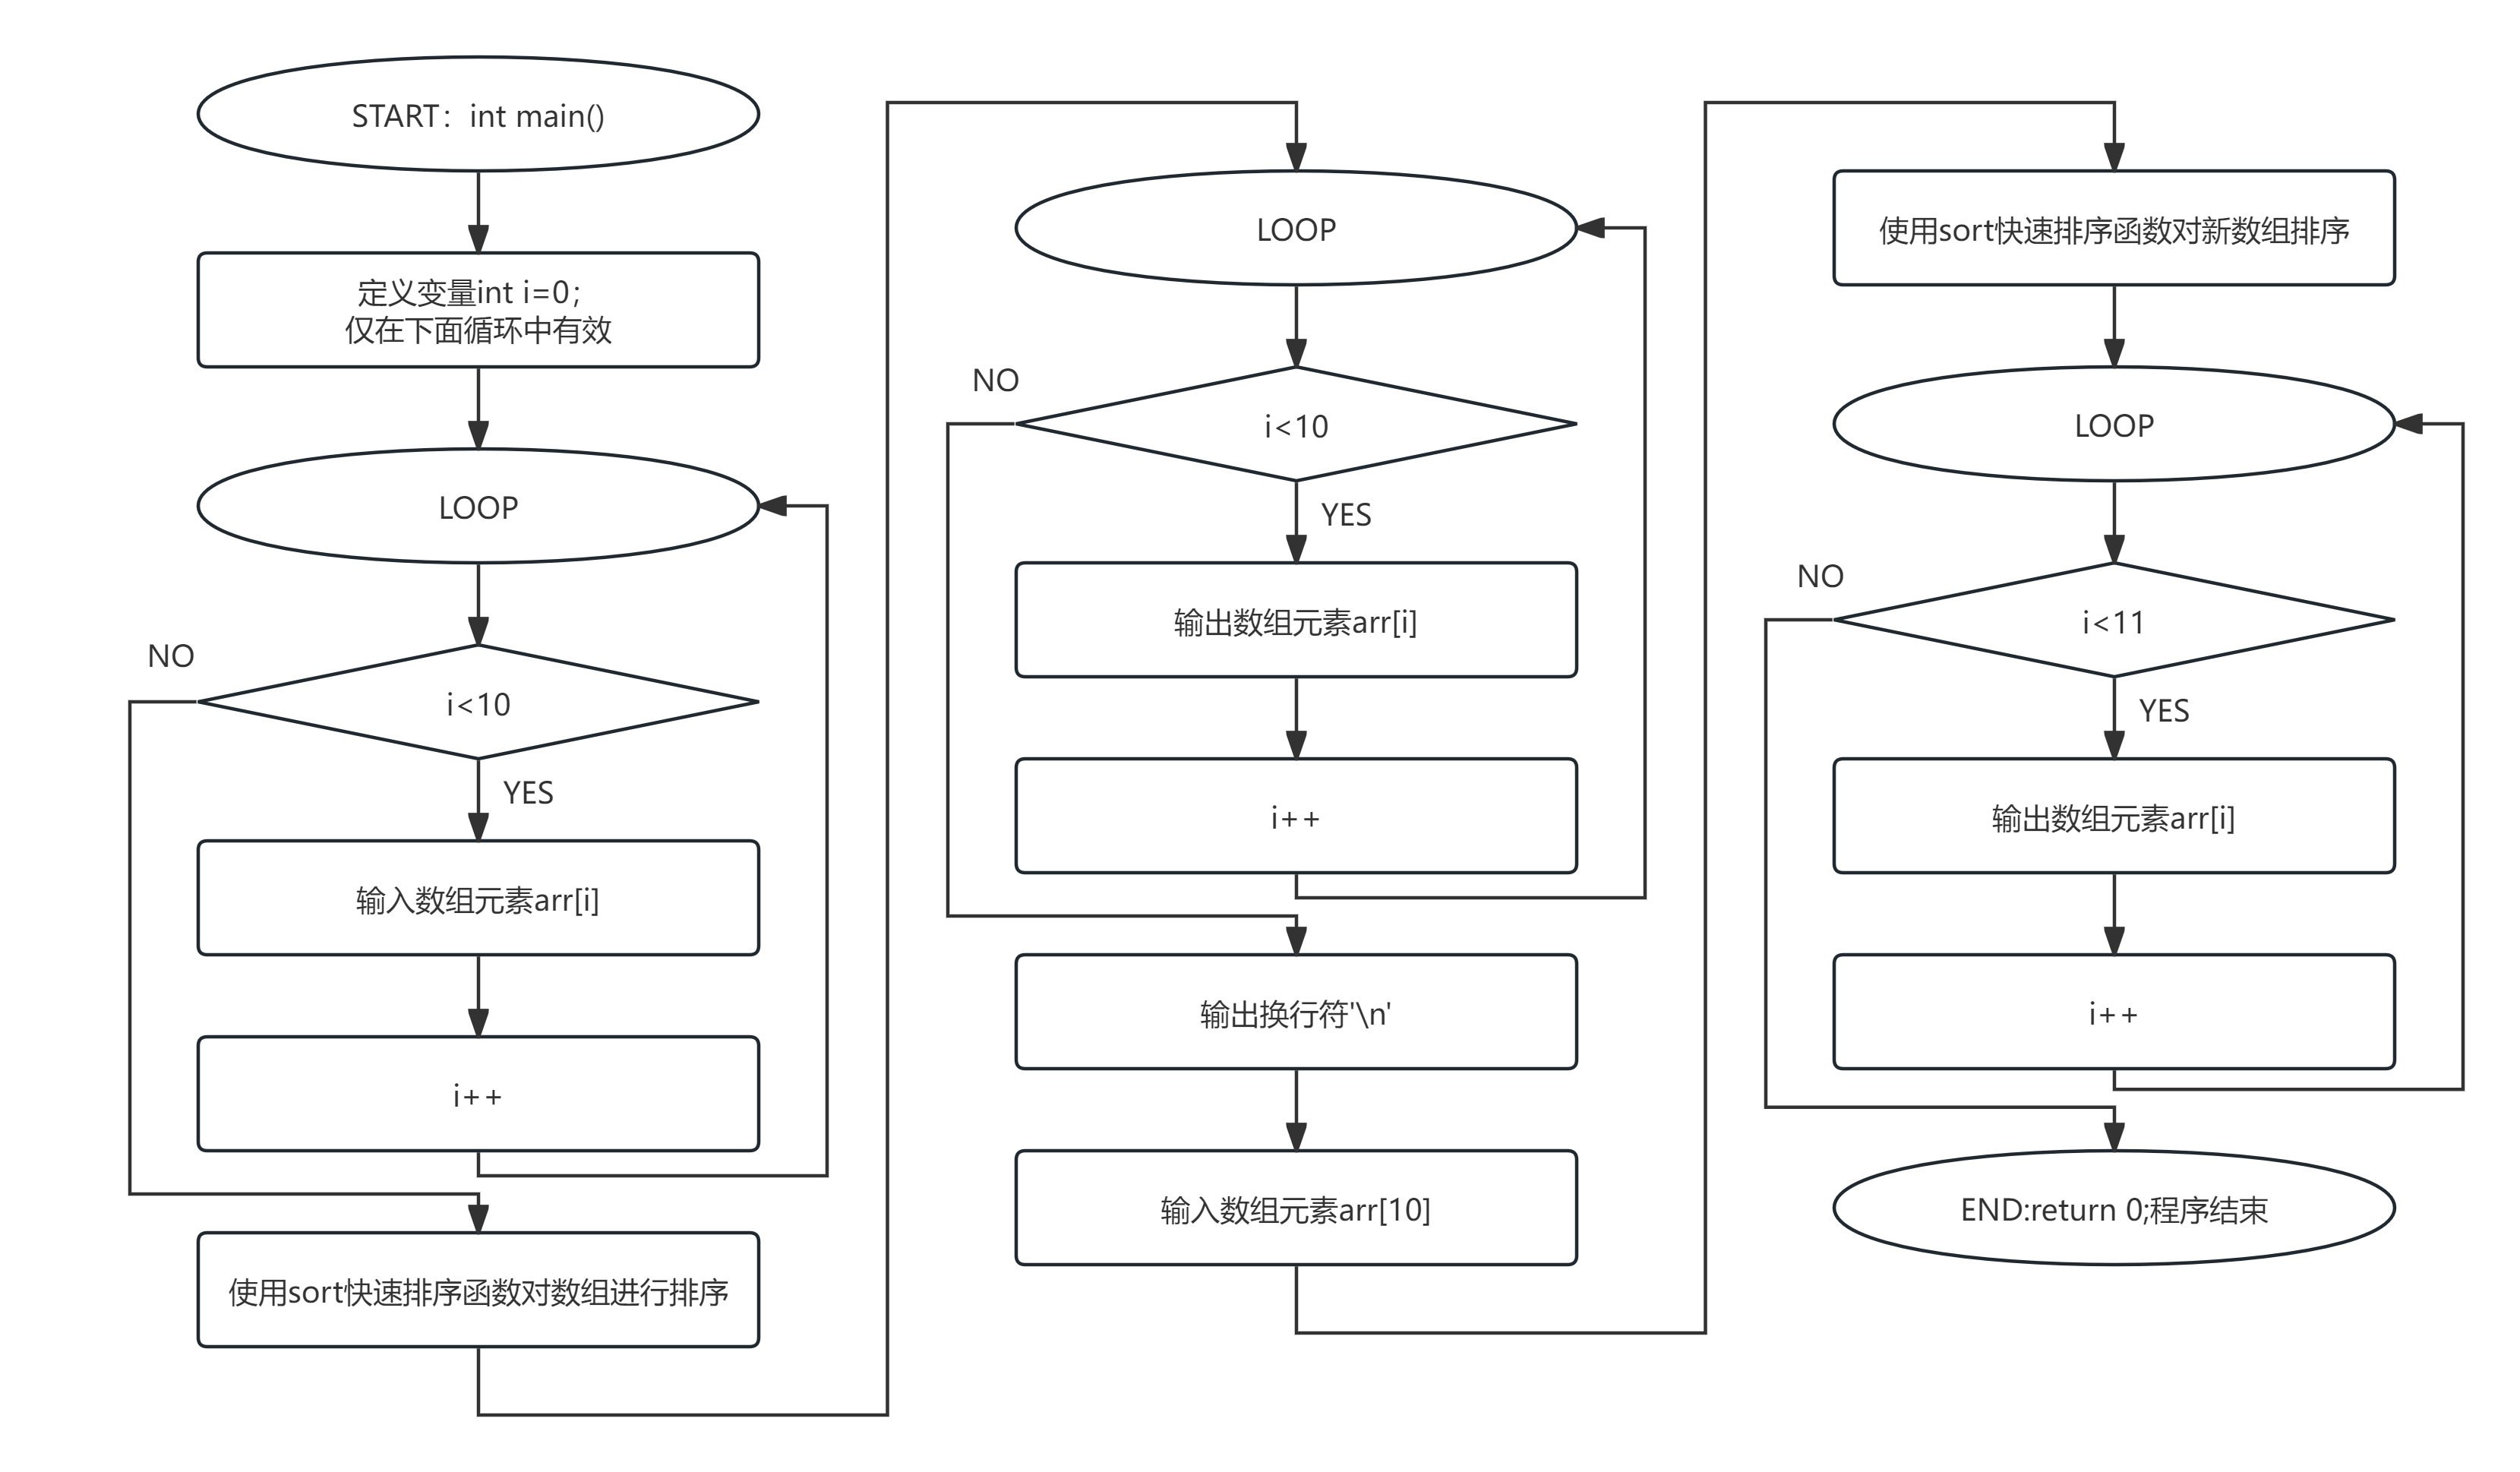 START：int main()
定义变量int i=0；
仅在下面循环中有效
LOOP
i<10
NO
YES
输入数组元素arr[i]
i++
使用sort快速排序函数对数组进行排序
LOOP
i<10
NO
YES
输出数组元素arr[i]
i++
输出换行符'\n'
输入数组元素arr[10]
使用sort快速排序函数对新数组排序
LOOP
i<11
NO
YES
输出数组元素arr[i]
i++
END:return 0;程序结束